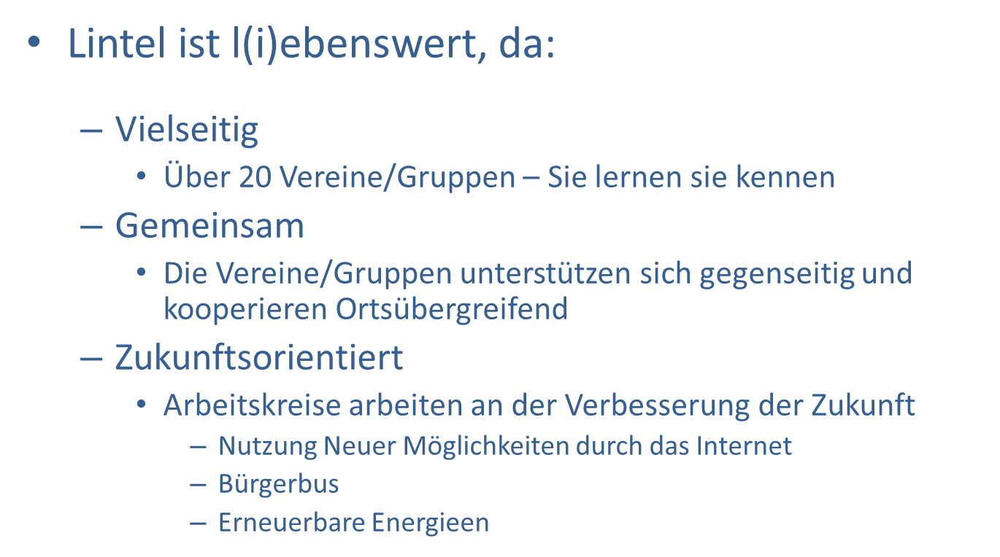 • Lintel ist l(i)ebenswert, da:
– Vielseitig
• Über 20 Vereine/Gruppen – Sie lernen sie kennen
– Gemeinsam
• Die Vereine/Gruppen unterstützen sich gegenseitig und
kooperieren Ortsübergreifend
– Zukunftsorientiert
• Arbeitskreise arbeiten an der Verbesserung der Zukunft
– Nutzung Neuer Möglichkeiten durch das Internet
– Bürgerbus
– Erneuerbare Energieen